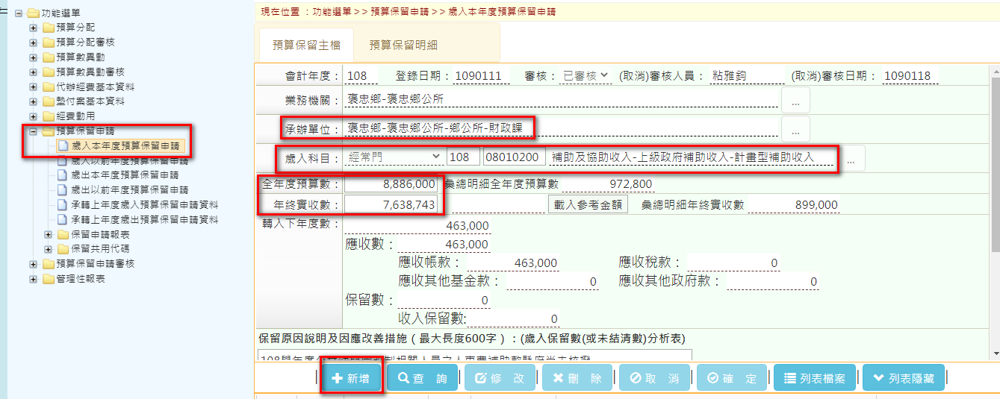 功能選單
預算分配
預算分配審核
預算數異動
預算數異動審核
代辦經費基本資料
墊付案基本資料
經費動用
預算保留申請
歲入本年度預算保留申請
歲入以前年度預算保留申請
歲出本年度預算保留申請
歲出以前年度預算保留申請
承轉上年度歲入預算保留申請資料
承轉上年度歲出預算保留申請資料
保留申請報表
保留共用代碼
預算保留申請審核
管理性報表
現在位置 ：功能選單>>預算保留申請>>歲入本年度預算保留申請
預算保留主檔 預算保留明細
會計年度： 108 登錄日期： 1090111 審核： 已審核 (取消)審核人員： 粘雅鈞 (取消)審核日期： 1090118
業務機關： 褒忠鄉-褒忠鄉公所 ...
承辦單位： 褒忠鄉-褒忠鄉公所-鄉公所-財政課 ...
歲入科目： 經常門 108 08010200 補助及協助收入-上級政府補助收入-計畫型補助收入 ...
全年度預算數： 8,886,000 彙總明細全年度預算數 972,800
年終實收數： 7,638,743 載入參考金額 彙總明細年終實收數 899,000
轉入下年度數： 463,000
應收數： 463,000
應收帳款： 463,000 應收稅款： 0
應收其他基金款： 0 應收其他政府款： 0
保留數： 0
收入保留數: 0
保留原因說明及因應改善措施（最大長度600字）：(歲入保留數(或未結清數)分析表)
新增 查 詢 修 改 刪 除 取 消 確 定 列表檔案 列表隱藏